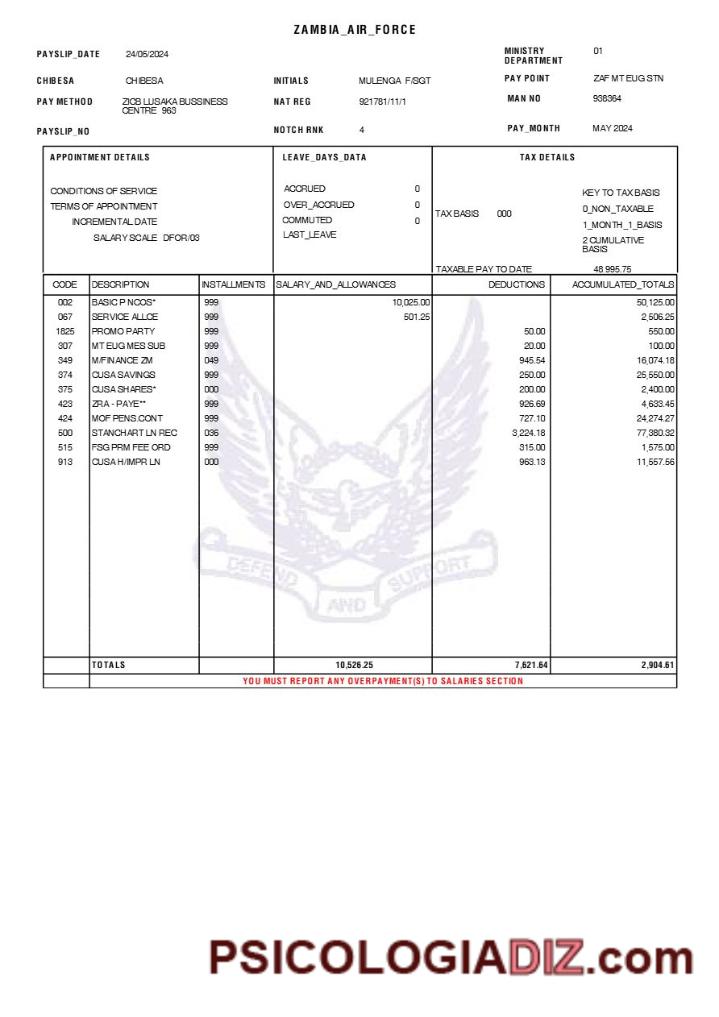 ZAMBIA_AIR_FORCE
PAYSLIP_DATE 24/05/2024 MINISTRY DEPARTMENT 01
CHIBESA CHIBESA INITIALS MULENGA F/SGT PAY POINT ZAF MT EUG STN
PAY METHOD ZICB LUSAKA BUSSINESS CENTRE 963 NAT REG 921781/11/1 MAN NO 938364
PAYSLIP_NO NOTCH RNK 4 PAY_MONTH MAY 2024
APPOINTMENT DETAILS LEAVE_DAYS_DATA TAX DETAILS
CONDITIONS OF SERVICE ACCRUED 0 KEY TO TAX BASIS
TERMS OF APPOINTMENT OVER_ACCRUED 0 TAX BASIS 000 0_NON_TAXABLE
INCREMENTAL DATE COMMUTED 0 1_MONTH_1_BASIS
SALARY SCALE DFOR/03 LAST_LEAVE 2 CUMULATIVE BASIS
TAXABLE PAY TO DATE 48 995.75
CODE DESCRIPTION INSTALLMENTS SALARY_AND_ALLOWANCES DEDUCTIONS ACCUMULATED_TOTALS
002 BASIC P NCOS* 999 10,025.00 50,125.00
067 SERVICE ALLCE 999 501.25 2,506.25
1825 PROMO PARTY 999 50.00 550.00
307 MT EUG MES SUB 999 20.00 100.00
349 M/FINANCE ZM 049 945.54 16,074.18
374 CUSA SAVINGS 999 250.00 25,550.00
375 CUSA SHARES* 000 200.00 2,400.00
423 ZRA - PAYE** 999 926.69 4,633.45
424 MOF PENS.CONT 999 727.10 24,274.27
500 STANCHART LN REC 036 3,224.18 77,380.32
515 FSG PRM FEE ORD 999 315.00 1,575.00
913 CUSA H/IMPR LN 000 963.13 11,557.56
DEFEND AND SUPPORT
TOTALS 10,526.25 7,621.64 2,904.61
YOU MUST REPORT ANY OVERPAYMENT(S) TO SALARIES SECTION
PSICOLOGIADIZ.com